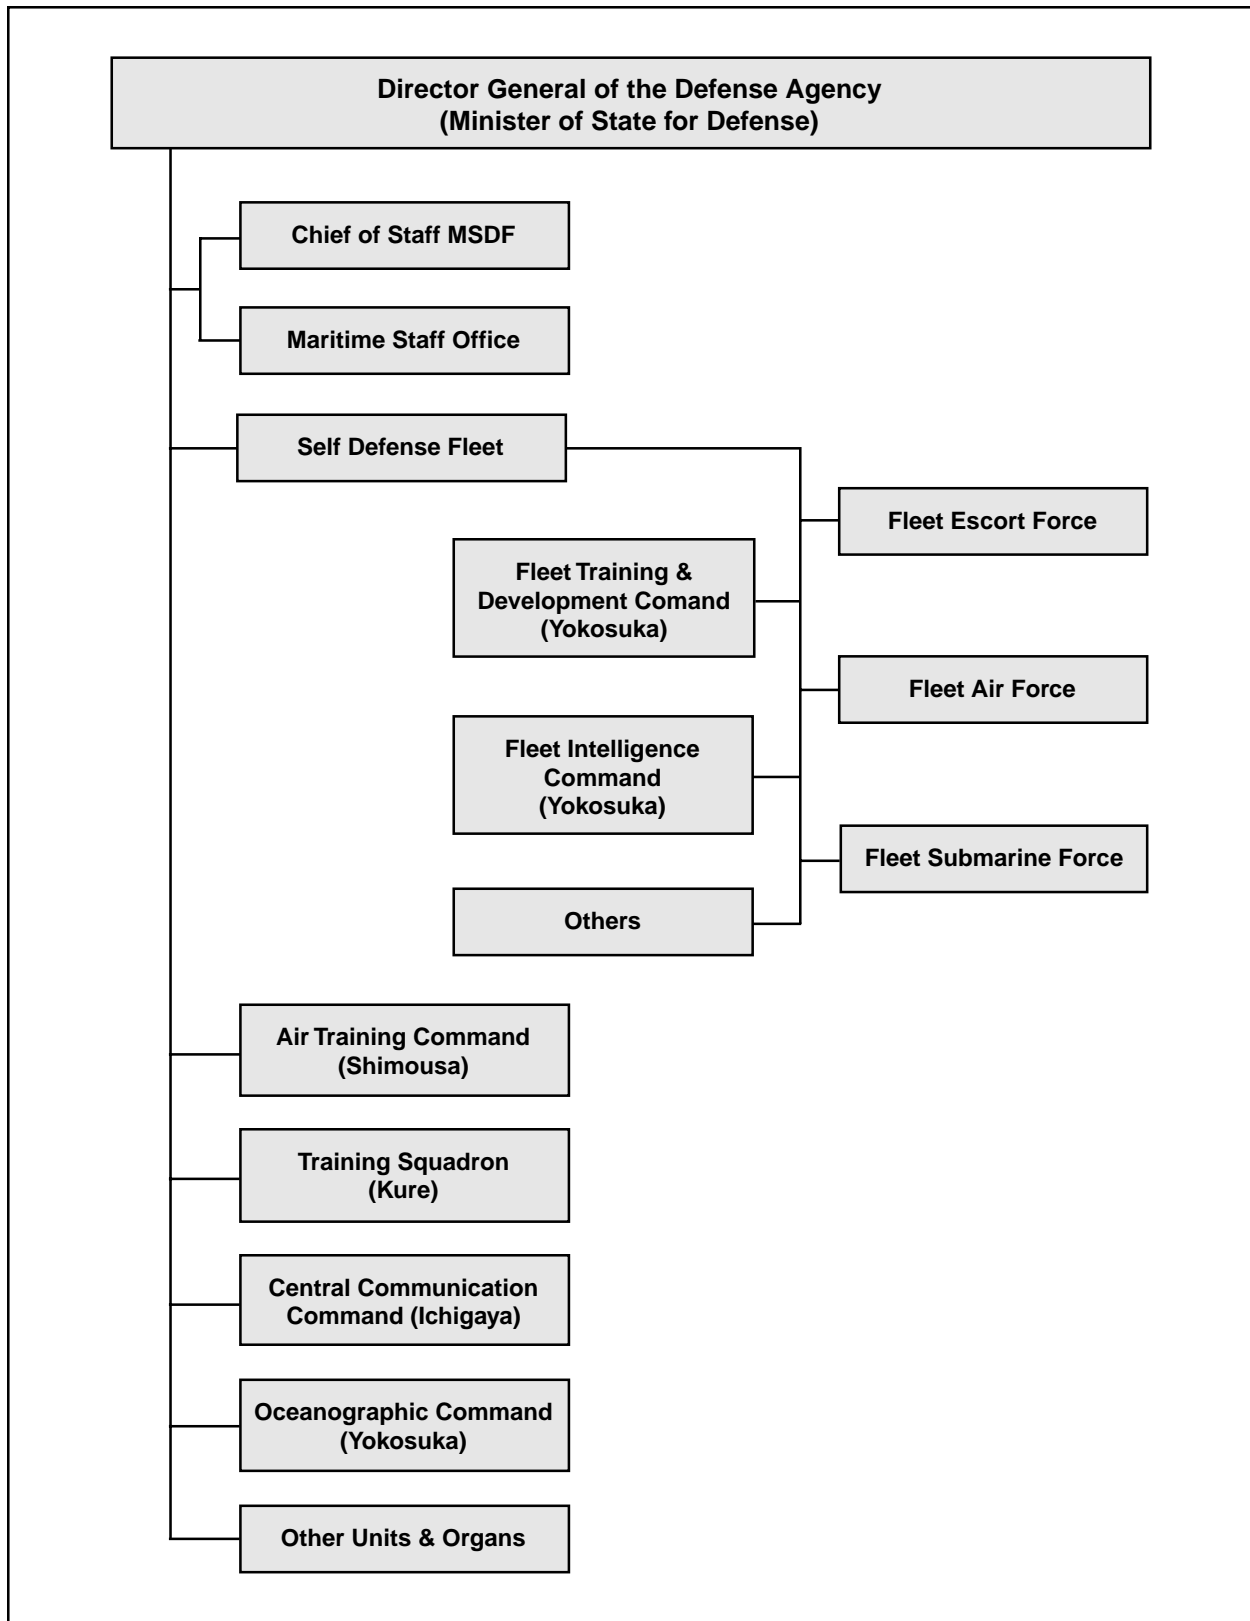 Director General of the Defense Agency
(Minister of State for Defense)
Chief of Staff MSDF
Maritime Staff Office
Self Defense Fleet
Fleet Escort Force
Fleet Training &
Development Comand
(Yokosuka)
Fleet Air Force
Fleet Intelligence
Command
(Yokosuka)
Fleet Submarine Force
Others
Air Training Command
(Shimousa)
Training Squadron
(Kure)
Central Communication
Command (Ichigaya)
Oceanographic Command
(Yokosuka)
Other Units & Organs